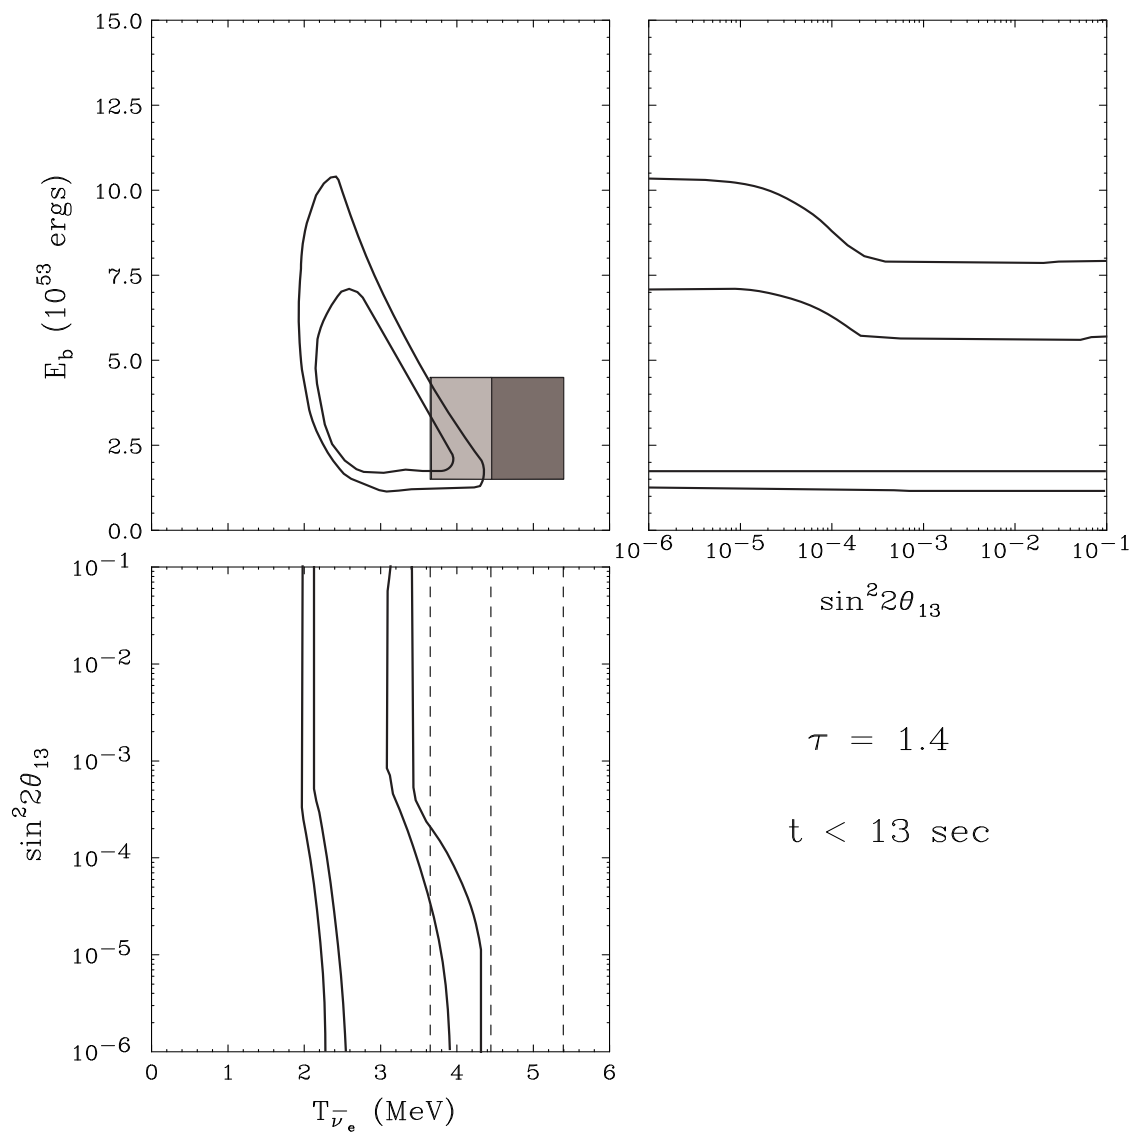 15.0
12.5
10.0
7.5
5.0
2.5
0.0
E_b (10^53 ergs)
10^−6 10^−5 10^−4 10^−3 10^−2 10^−1
sin^2 2θ_13
10^−1
10^−2
10^−3
10^−4
10^−5
10^−6
sin^2 2θ_13
τ = 1.4
t < 13 sec
0 1 2 3 4 5 6
T_ν̅_e (MeV)